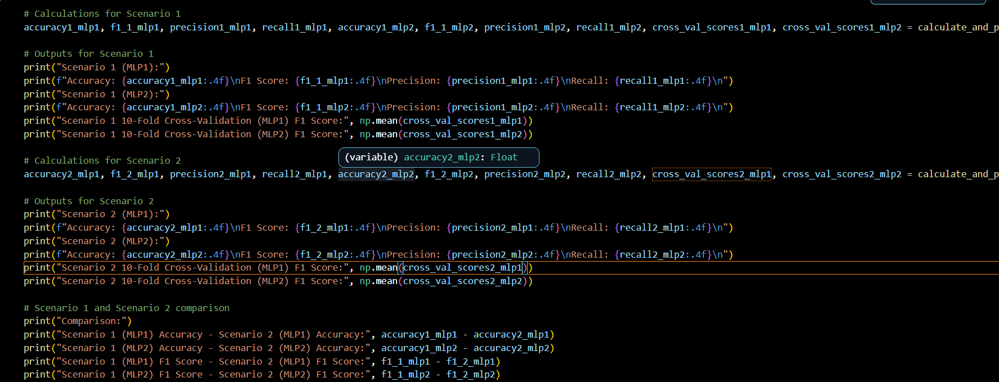 # Calculations for Scenario 1
accuracy1_mlp1, f1_1_mlp1, precision1_mlp1, recall1_mlp1, accuracy1_mlp2, f1_1_mlp2, precision1_mlp2, recall1_mlp2, cross_val_scores1_mlp1, cross_val_scores1_mlp2 = calculate_and_p
# Outputs for Scenario 1
print("Scenario 1 (MLP1):")
print(f"Accuracy: {accuracy1_mlp1:.4f}\nF1 Score: {f1_1_mlp1:.4f}\nPrecision: {precision1_mlp1:.4f}\nRecall: {recall1_mlp1:.4f}\n")
print("Scenario 1 (MLP2):")
print(f"Accuracy: {accuracy1_mlp2:.4f}\nF1 Score: {f1_1_mlp2:.4f}\nPrecision: {precision1_mlp2:.4f}\nRecall: {recall1_mlp2:.4f}\n")
print("Scenario 1 10-Fold Cross-Validation (MLP1) F1 Score:", np.mean(cross_val_scores1_mlp1))
print("Scenario 1 10-Fold Cross-Validation (MLP2) F1 Score:", np.mean(cross_val_scores1_mlp2))
(variable) accuracy2_mlp2: Float
# Calculations for Scenario 2
accuracy2_mlp1, f1_2_mlp1, precision2_mlp1, recall2_mlp1, accuracy2_mlp2, f1_2_mlp2, precision2_mlp2, recall2_mlp2, cross_val_scores2_mlp1, cross_val_scores2_mlp2 = calculate_and_p
# Outputs for Scenario 2
print("Scenario 2 (MLP1):")
print(f"Accuracy: {accuracy2_mlp1:.4f}\nF1 Score: {f1_2_mlp1:.4f}\nPrecision: {precision2_mlp1:.4f}\nRecall: {recall2_mlp1:.4f}\n")
print("Scenario 2 (MLP2):")
print(f"Accuracy: {accuracy2_mlp2:.4f}\nF1 Score: {f1_2_mlp2:.4f}\nPrecision: {precision2_mlp2:.4f}\nRecall: {recall2_mlp2:.4f}\n")
print("Scenario 2 10-Fold Cross-Validation (MLP1) F1 Score:", np.mean(cross_val_scores2_mlp1))
print("Scenario 2 10-Fold Cross-Validation (MLP2) F1 Score:", np.mean(cross_val_scores2_mlp2))
# Scenario 1 and Scenario 2 comparison
print("Comparison:")
print("Scenario 1 (MLP1) Accuracy - Scenario 2 (MLP1) Accuracy:", accuracy1_mlp1 - accuracy2_mlp1)
print("Scenario 1 (MLP2) Accuracy - Scenario 2 (MLP2) Accuracy:", accuracy1_mlp2 - accuracy2_mlp2)
print("Scenario 1 (MLP1) F1 Score - Scenario 2 (MLP1) F1 Score:", f1_1_mlp1 - f1_2_mlp1)
print("Scenario 1 (MLP2) F1 Score - Scenario 2 (MLP2) F1 Score:", f1_1_mlp2 - f1_2_mlp2)